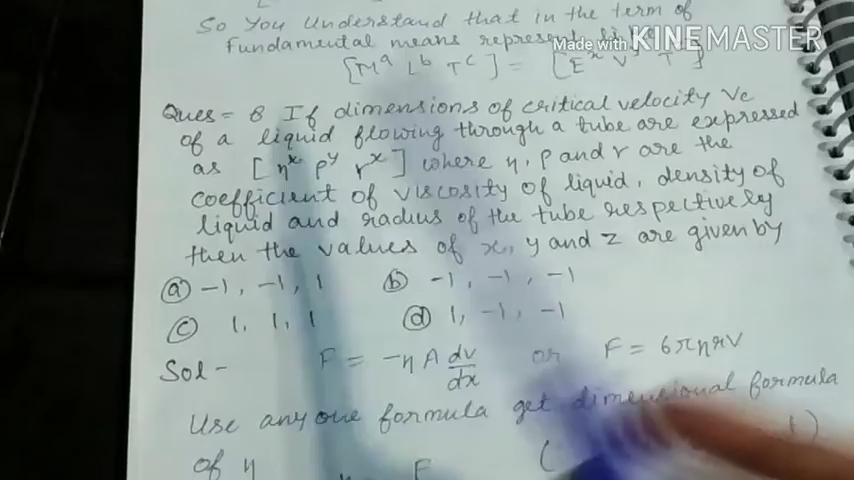 So You Understand that in the term of
fundamental means represent
Made with KINEMASTER
[M^a L^b T^c] = [E^x V^y T^z]
Ques = 8 If dimensions of critical velocity Vc
of a liquid flowing through a tube are expressed
as [η^x ρ^y r^x] where η, ρ and r are the
coefficient of viscosity of liquid, density of
liquid and radius of the tube respectively
then the values of x, y and z are given by
(a) -1, -1, 1 (b) -1, -1, -1
(c) 1, 1, 1 (d) 1, -1, -1
Sol- F = -η A dv/dx or F = 6πηrV
Use any one formula get dimensional formula
of η F (